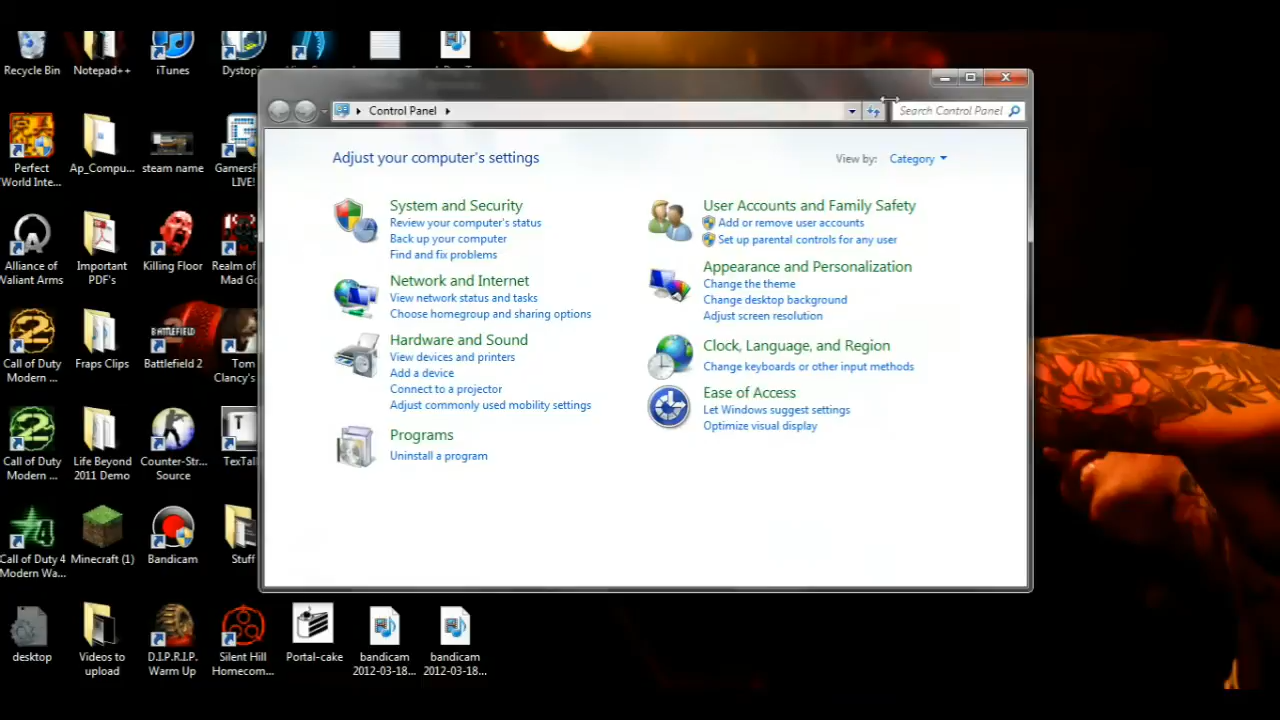 Recycle Bin
Notepad++
iTunes
Control Panel
Search Control Panel
Adjust your computer's settings
View by: Category
System and Security
Review your computer's status
Back up your computer
Find and fix problems
Network and Internet
View network status and tasks
Choose homegroup and sharing options
Hardware and Sound
View devices and printers
Add a device
Connect to a projector
Adjust commonly used mobility settings
Programs
Uninstall a program
User Accounts and Family Safety
Add or remove user accounts
Set up parental controls for any user
Appearance and Personalization
Change the theme
Change desktop background
Adjust screen resolution
Clock, Language, and Region
Change keyboards or other input methods
Ease of Access
Let Windows suggest settings
Optimize visual display
Perfect
World Inte...
Ap_Compu...
steam name
GamersF
LIVE!
Alliance of
Valiant Arms
Important
PDF's
Killing Floor
Realm of
Mad Go
Call of Duty
Modern ...
Fraps Clips
BATTLEFIELD
Battlefield 2
Tom
Clancy's
Call of Duty
Modern ...
Life Beyond
2011 Demo
Counter-Str...
Source
T
TexTal
Call of Duty 4
Modern Wa...
Minecraft (1)
Bandicam
Stuff
desktop
Videos to
upload
D.I.P.R.I.P.
Warm Up
Silent Hill
Homecom...
Portal-cake
bandicam
2012-03-18...
bandicam
2012-03-18...